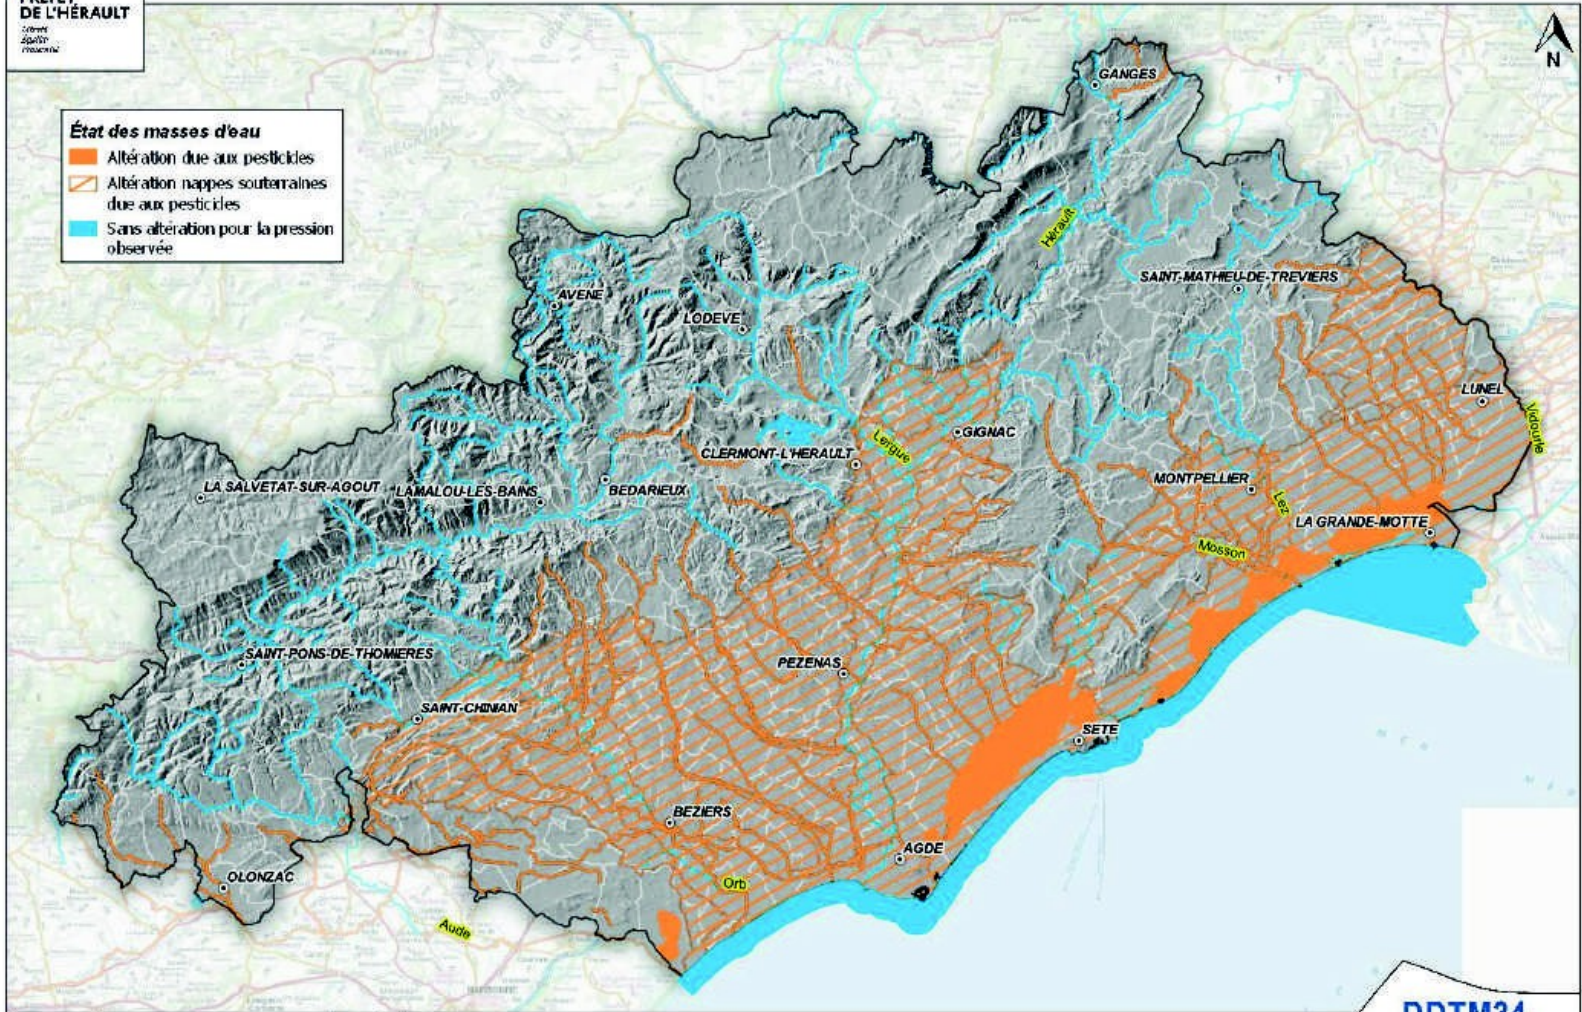 DE L'HÉRAULT
N
GANGES
État des masses d'eau
Altération due aux pesticides
Altération nappes souterraines
due aux pesticides
Sans altération pour la pression
observée
Hérault
SAINT-MATHIEU-DE-TREVIERS
AVENE
LODEVE
LUNEL
Vidourle
GIGNAC
Lergue
CLERMONT-L'HERAULT
MONTPELLIER
LA SALVETAT-SUR-AGOUT
LAMALOU-LES-BAINS
BEDARIEUX
Lez
LA GRANDE-MOTTE
Mosson
SAINT-PONS-DE-THOMIERES
PEZENAS
SAINT-CHINIAN
SETE
BEZIERS
AGDE
OLONZAC
Orb
Aude
DDTM34